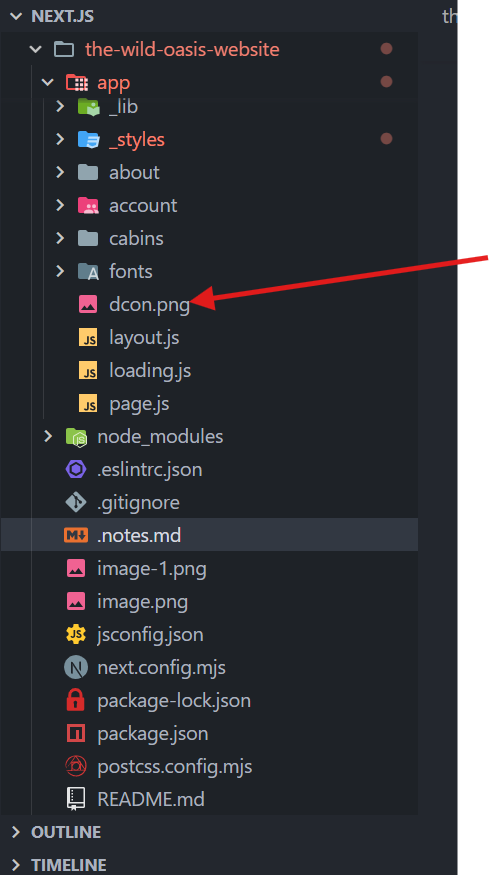 NEXT.JS
th
the-wild-oasis-website
app
_lib
_styles
about
account
cabins
fonts
dcon.png
layout.js
loading.js
page.js
node_modules
.eslintrc.json
.gitignore
.notes.md
image-1.png
image.png
jsconfig.json
next.config.mjs
package-lock.json
package.json
postcss.config.mjs
README.md
OUTLINE
TIMELINE